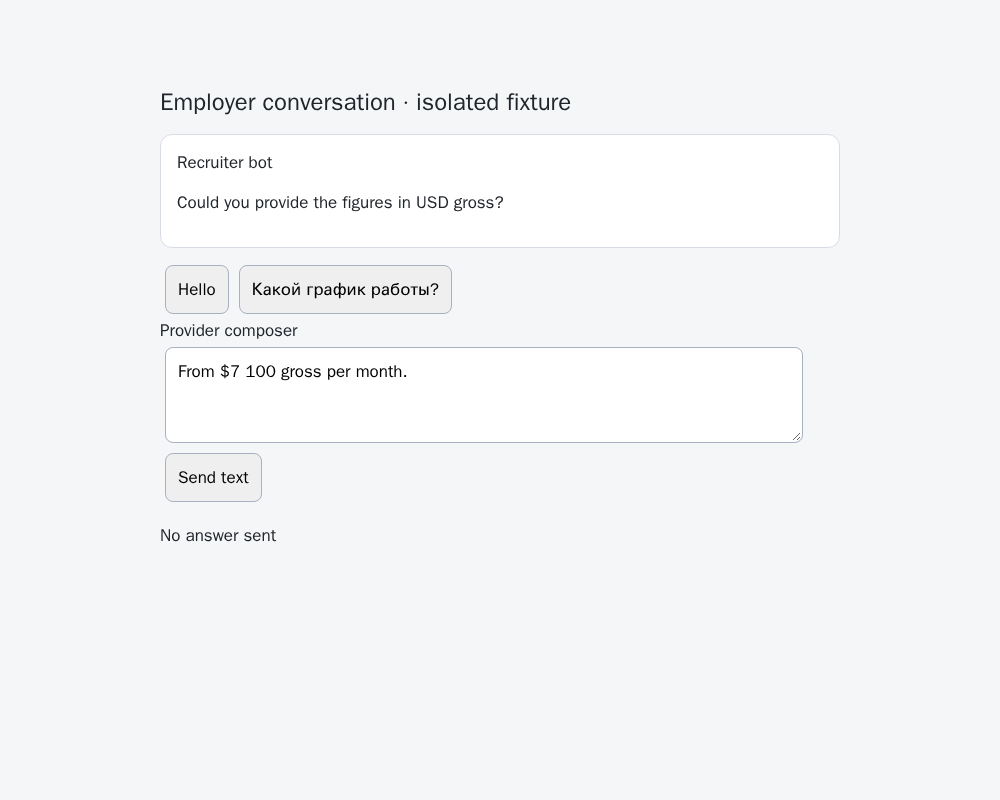 Employer conversation · isolated fixture
Recruiter bot
Could you provide the figures in USD gross?
Hello
Какой график работы?
Provider composer
From $7 100 gross per month.
Send text
No answer sent